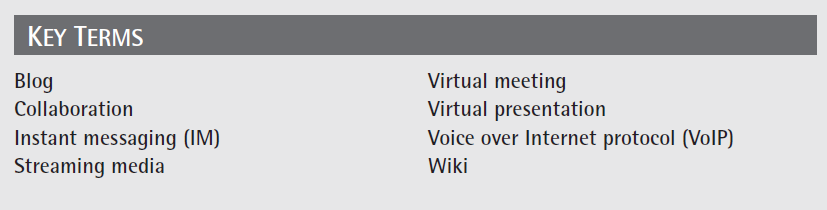 KEY TERMS
Blog
Collaboration
Instant messaging (IM)
Streaming media
Virtual meeting
Virtual presentation
Voice over Internet protocol (VoIP)
Wiki